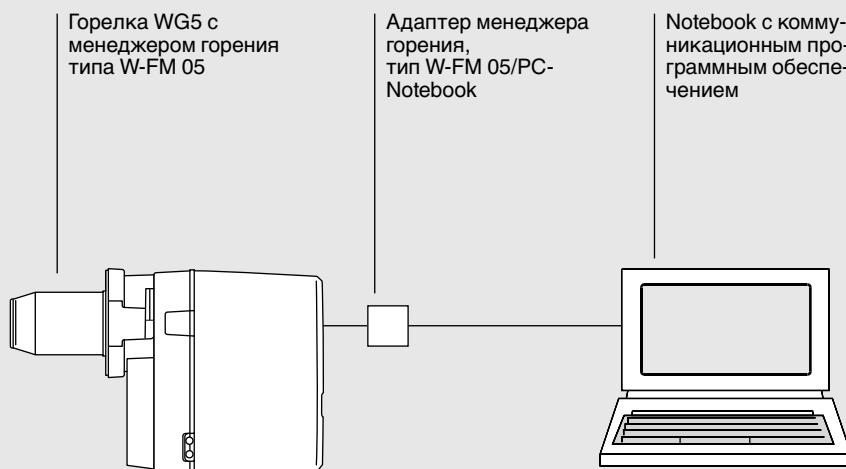 Горелка WG5 с
менеджером горения
типа W-FM 05
Адаптер менеджера
горения,
тип W-FM 05/PC-
Notebook
Notebook с комму-
никационным про-
граммным обеспе-
чением